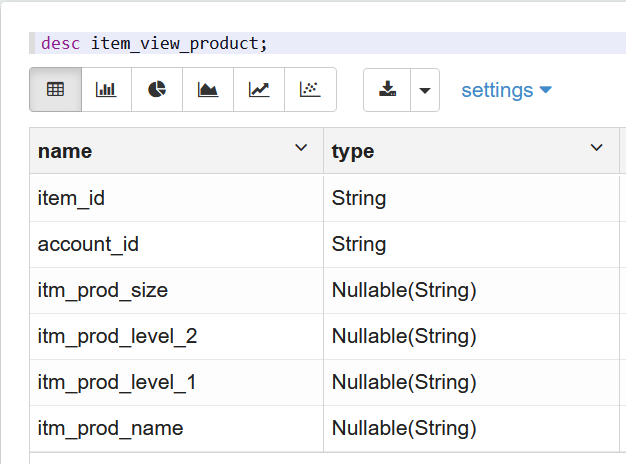 desc item_view_product;
settings
name type
item_id String
account_id String
itm_prod_size Nullable(String)
itm_prod_level_2 Nullable(String)
itm_prod_level_1 Nullable(String)
itm_prod_name Nullable(String)